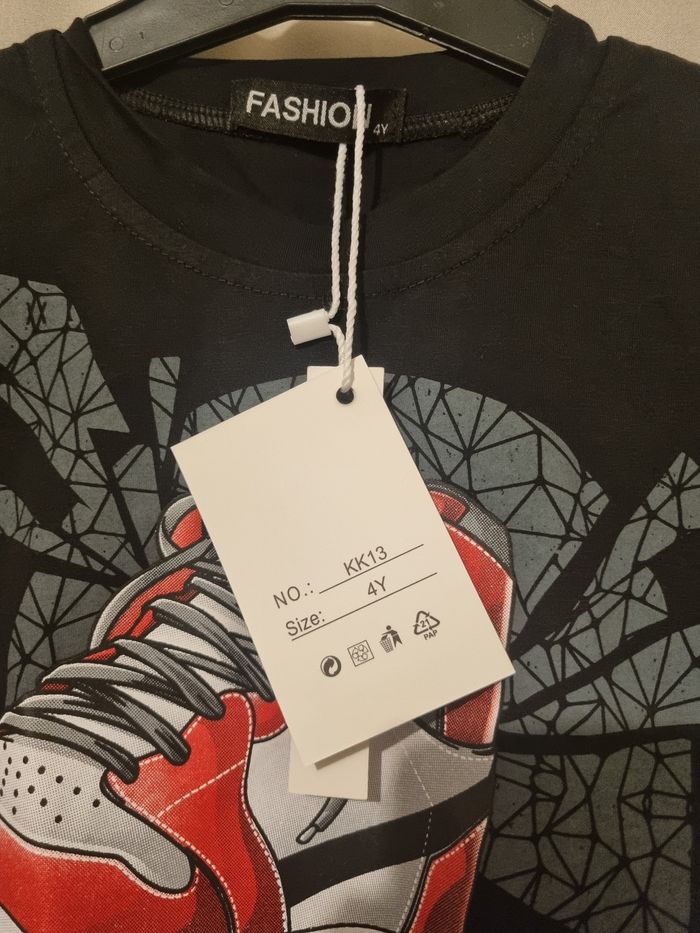 FASHION
4Y
NO.: KK13
Size: 4Y
21
PAP